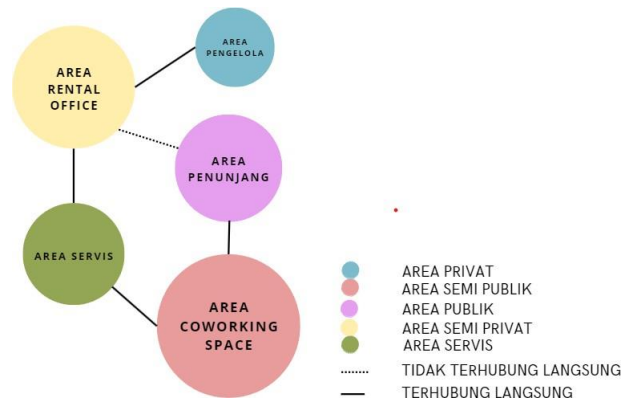 AREA
PENGELOLA
AREA
RENTAL
OFFICE
AREA
PENUNJANG
AREA SERVIS
AREA
COWORKING
SPACE
AREA PRIVAT
AREA SEMI PUBLIK
AREA PUBLIK
AREA SEMI PRIVAT
AREA SERVIS
TIDAK TERHUBUNG LANGSUNG
TERHUBUNG LANGSUNG